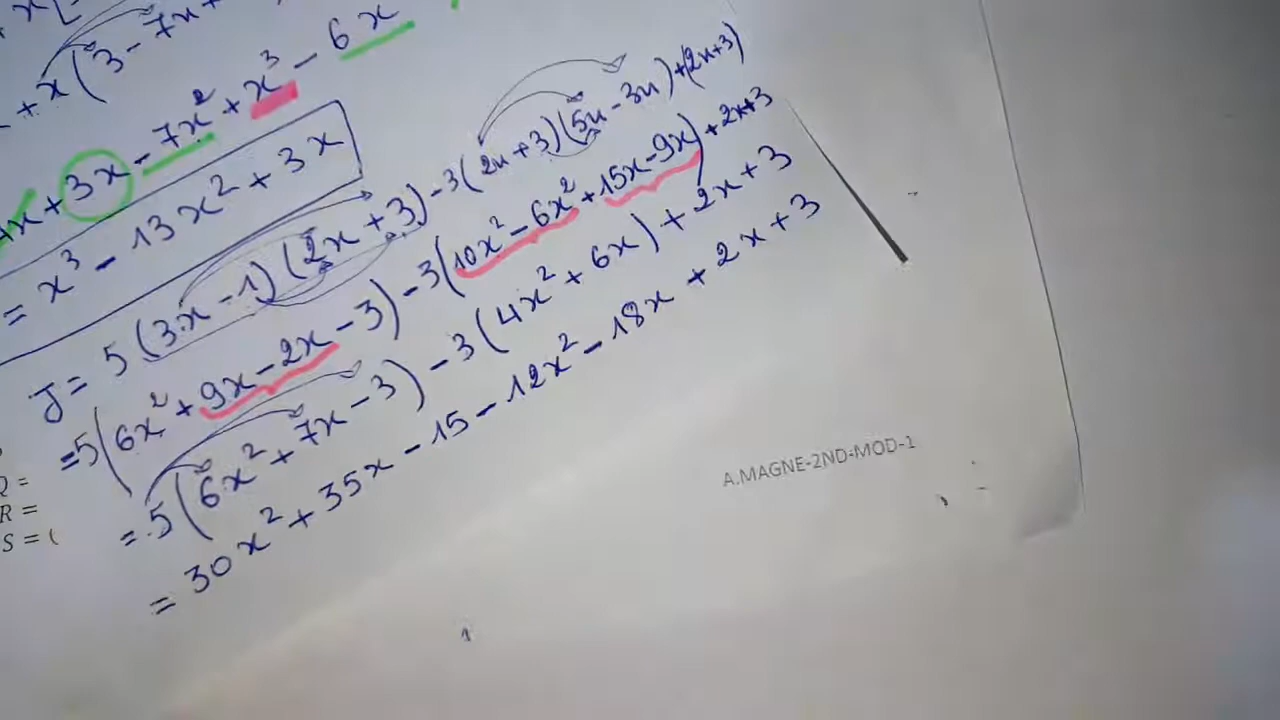 + x(3 - 7x +
x + 3x - 7x² + x³ - 6x
= x³ - 13x² + 3x
J = 5(3x - 1)(2x + 3) - 3(2x + 3)(5x - 3x) + (2x + 3)
= 5(6x² + 9x - 2x - 3) - 3(10x² - 6x² + 15x - 9x) + 2x + 3
= 5(6x² + 7x - 3) - 3(4x² + 6x) + 2x + 3
= 30x² + 35x - 15 - 12x² - 18x + 2x + 3
Q =
R =
S = (
A.MAGNE-2ND-MOD-1